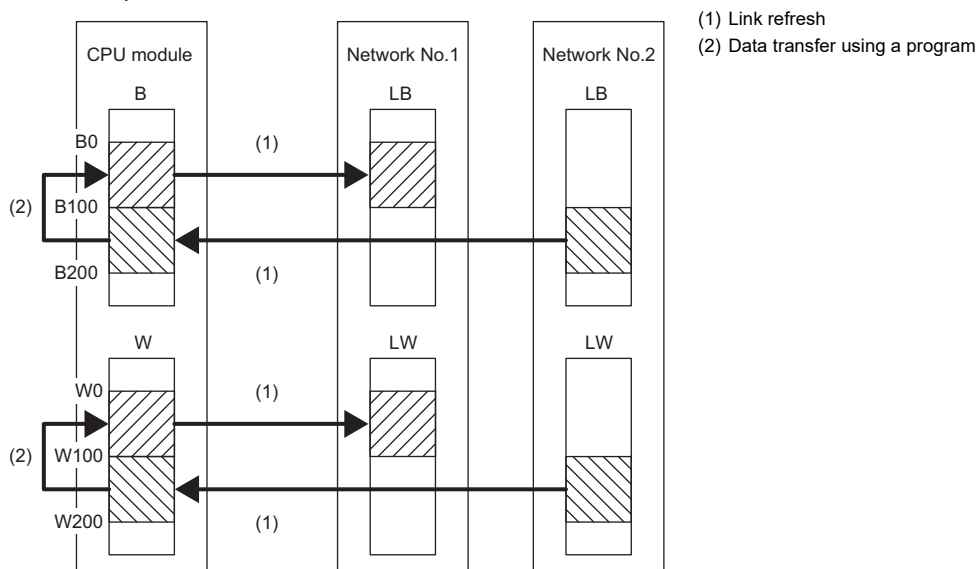 (1) Link refresh
(2) Data transfer using a program
CPU module
Network No.1
Network No.2
B
LB
LB
B0
(1)
(2)
B100
B200
(1)
W
LW
LW
W0
(1)
(2)
W100
W200
(1)